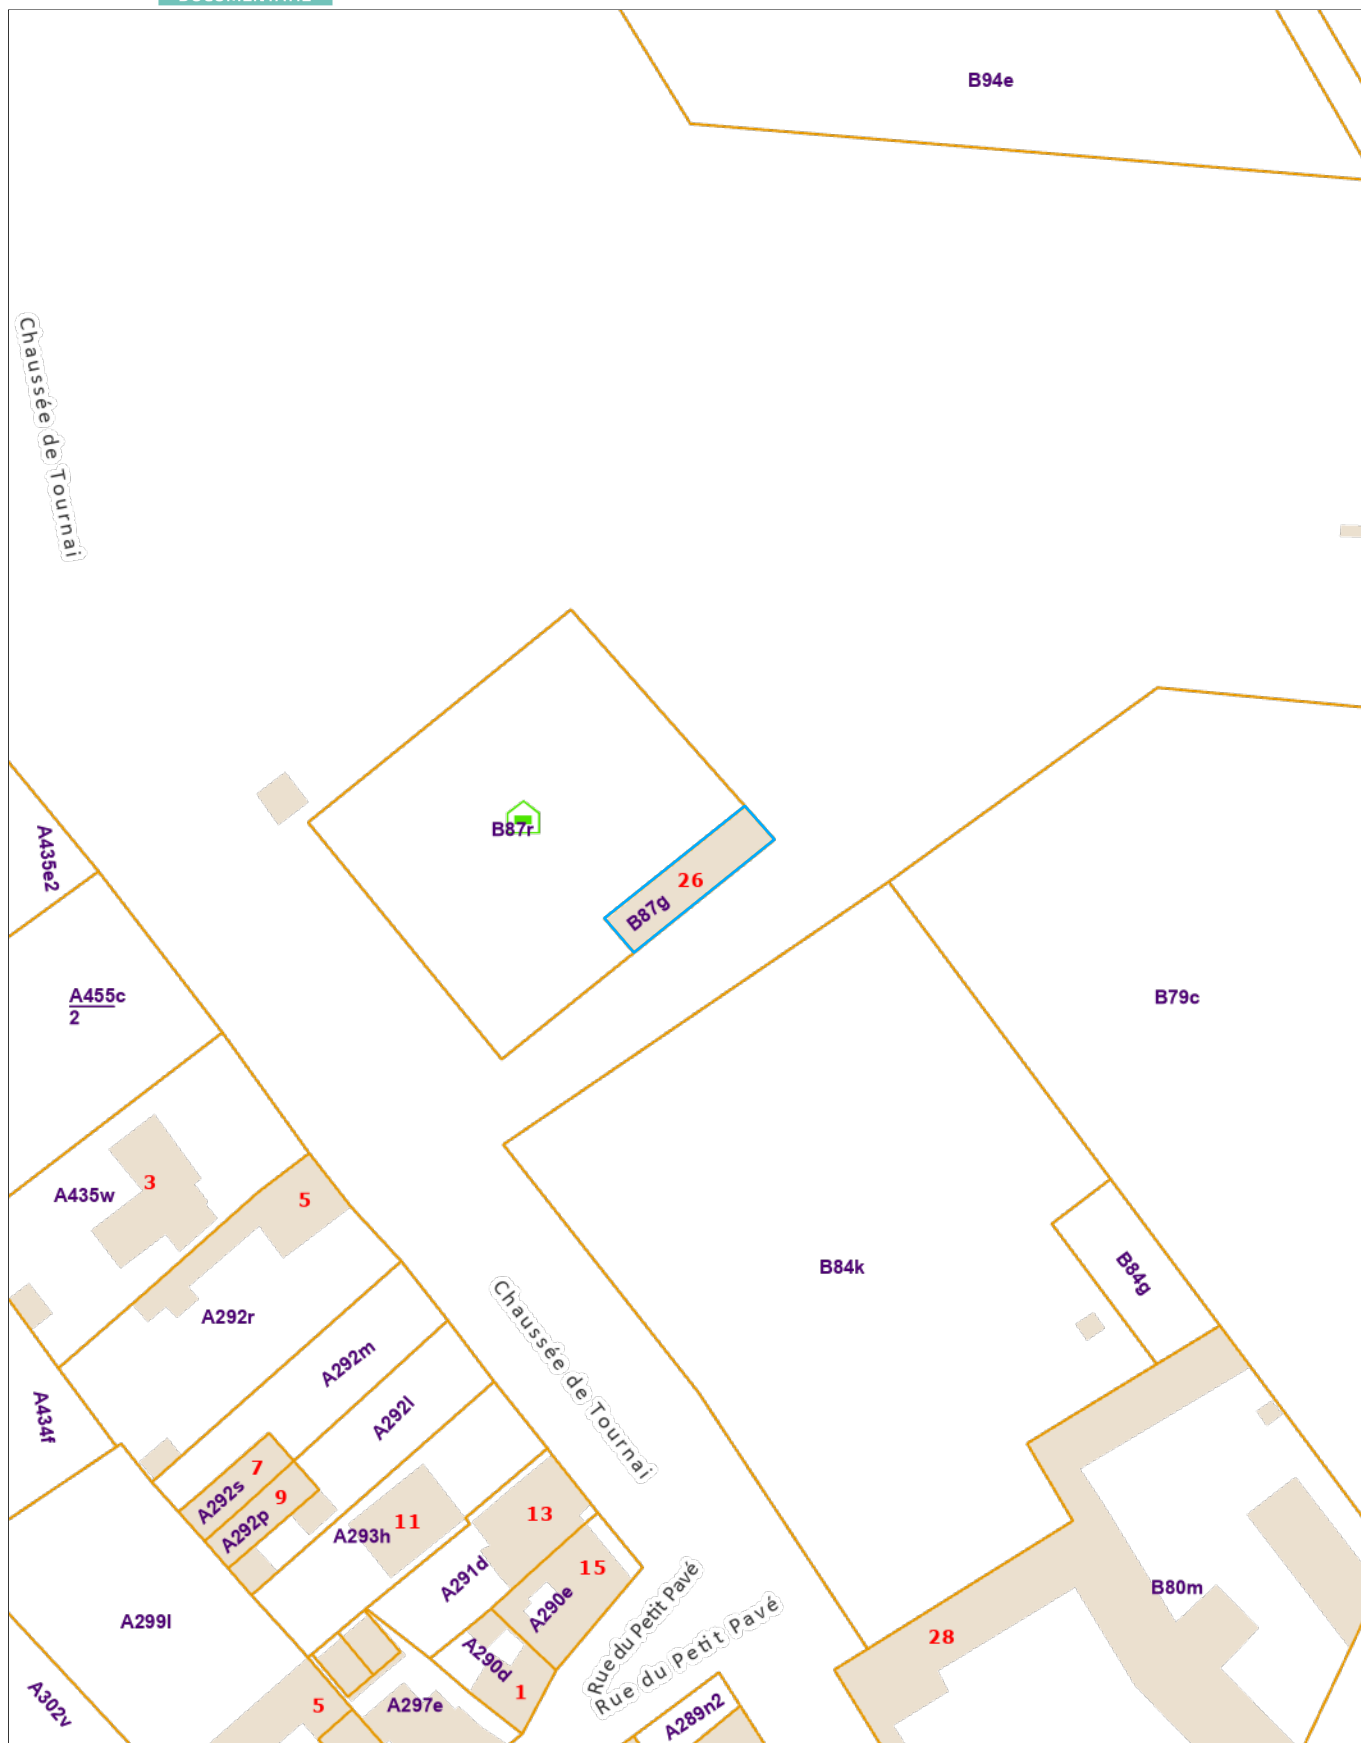 B94e
Chaussée de Tournai
B87r
26
B87g
A435e2
A455c
2
B79c
3
A435w
5
A292r
B84k
B84g
A292m
Chaussée de Tournai
A434f
A292l
7
A292s
9
A292p
11
A293h
13
15
A291d
A290e
Rue du Petit Pavé
Rue du Petit Pavé
B80m
A299l
28
A290d
1
A302v
5
A297e
A289n2